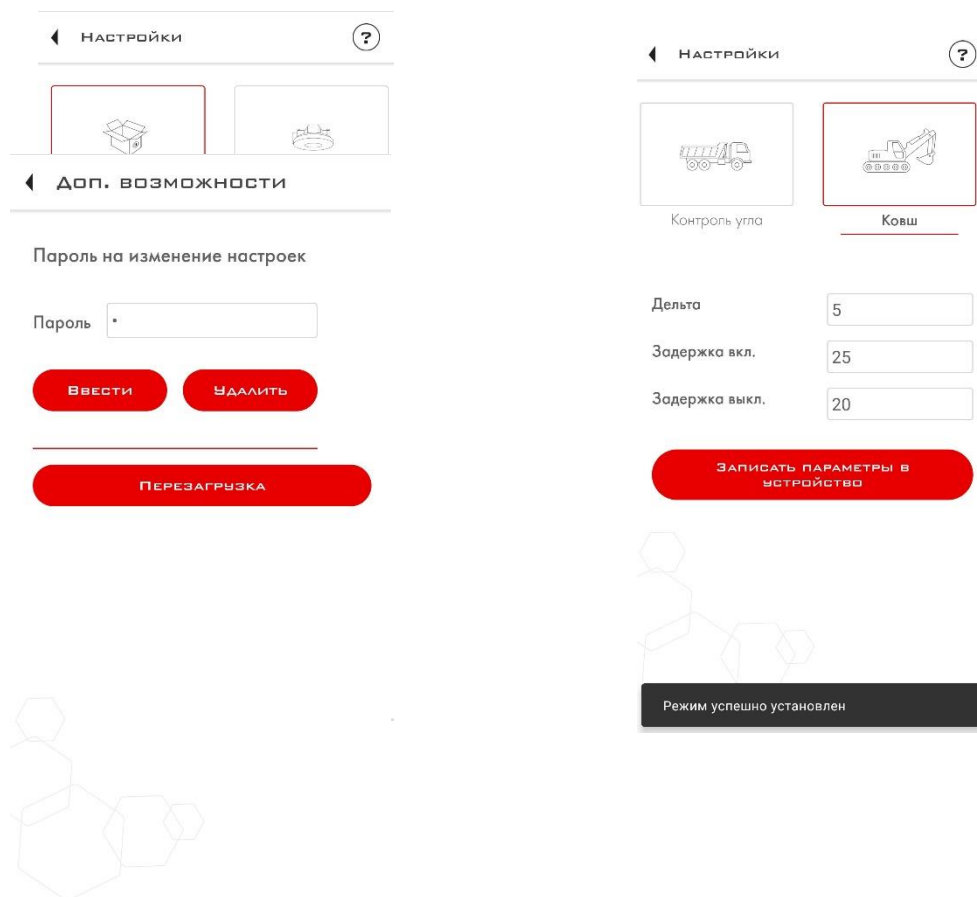 Настройки
?
Доп. возможности
Пароль на изменение настроек
Пароль •
Ввести Удалить
Перезагрузка
Настройки
?
Контроль угла Ковш
Дельта 5
Задержка вкл. 25
Задержка выкл. 20
Записать параметры в
устройство
Режим успешно установлен